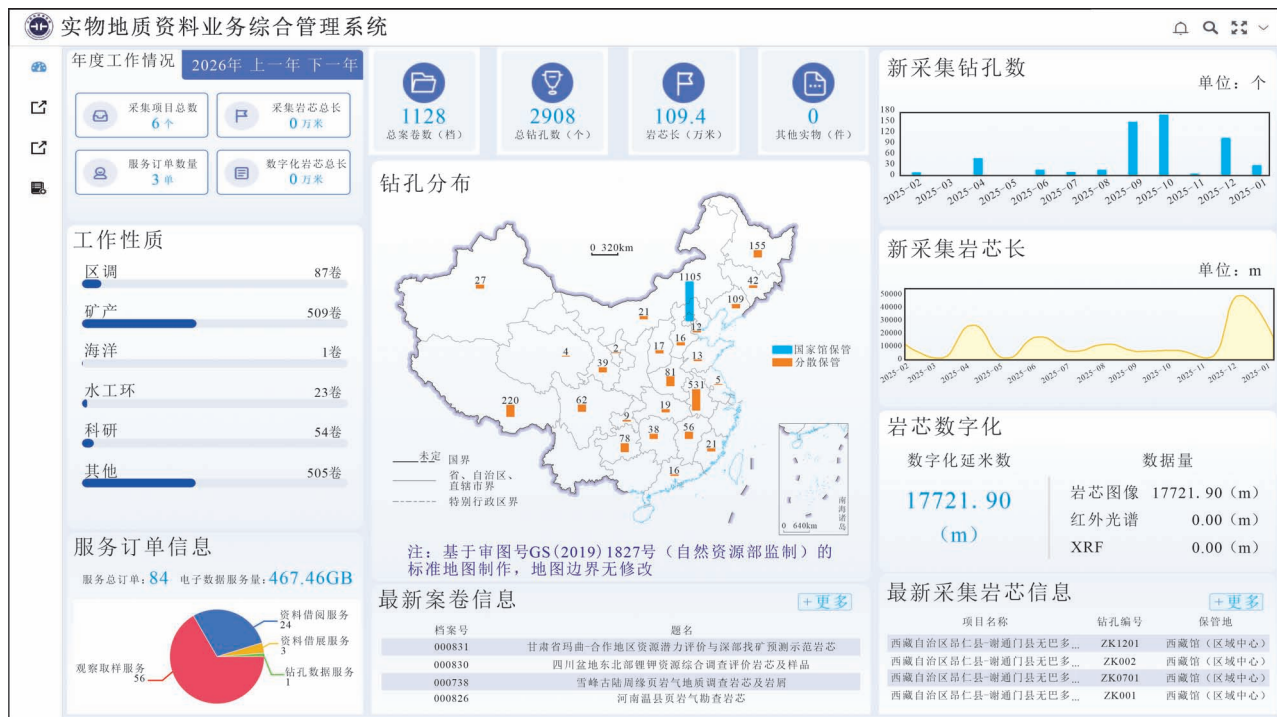 实物地质资料业务综合管理系统
年度工作情况
2026年 上一年 下一年
采集项目总数
6个
采集岩芯总长
0万米
服务订单数量
3单
数字化岩芯总长
0万米
工作性质
区调 87卷
矿产 509卷
海洋 1卷
水工环 23卷
科研 54卷
其他 505卷
服务订单信息
服务总订单:84 电子数据服务量:467.46GB
资料借阅服务
24
资料借展服务
3
钻孔数据服务
1
观察取样服务
56
1128
总案卷数（档）
2908
总钻孔数（个）
109.4
岩芯长（万米）
0
其他实物（件）
钻孔分布
0 320km
155
27
1105
42
109
21
12
16
17
2
4
39
13
81
5
531
220
62
19
9
38
56
78
21
16
国家馆保管
分散保管
未定 国界
省、自治区、
直辖市界
特别行政区界
南海诸岛
0 640km
注：基于审图号GS(2019)1827号（自然资源部监制）的
标准地图制作，地图边界无修改
最新案卷信息
+更多
档案号 题名
000831 甘肃省玛曲-合作地区资源潜力评价与深部找矿预测示范岩芯
000830 四川盆地东北部锂钾资源综合调查评价岩芯及样品
000738 雪峰古陆周缘页岩气地质调查岩芯及岩屑
000826 河南温县页岩气勘查岩芯
新采集钻孔数
单位：个
180
150
120
90
60
30
0
2025-02 2025-03 2025-04 2025-05 2025-06 2025-07 2025-08 2025-09 2025-10 2025-11 2025-12 2026-01
新采集岩芯长
单位：m
50000
40000
30000
20000
10000
0
2025-02 2025-03 2025-04 2025-05 2025-06 2025-07 2025-08 2025-09 2025-10 2025-11 2025-12 2026-01
岩芯数字化
数字化延米数
17721.90
（m）
数据量
岩芯图像 17721.90（m）
红外光谱 0.00（m）
XRF 0.00（m）
最新采集岩芯信息
+更多
项目名称 钻孔编号 保管地
西藏自治区昂仁县-谢通门县无巴多... ZK1201 西藏馆（区域中心）
西藏自治区昂仁县-谢通门县无巴多... ZK002 西藏馆（区域中心）
西藏自治区昂仁县-谢通门县无巴多... ZK0701 西藏馆（区域中心）
西藏自治区昂仁县-谢通门县无巴多... ZK001 西藏馆（区域中心）